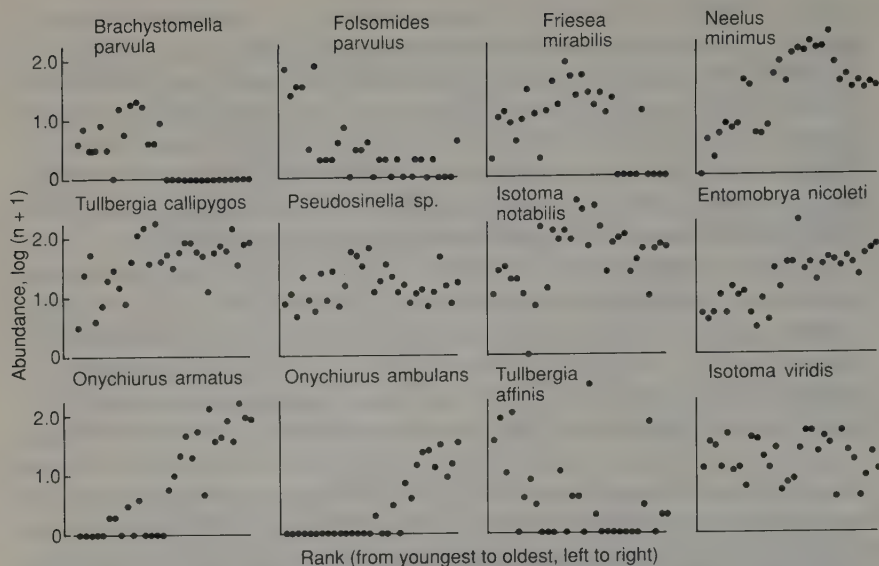 Brachystomella
parvula
Folsomides
parvulus
Friesea
mirabilis
Neelus
minimus
2.0
1.0
0
Tullbergia callipygos
Pseudosinella sp.
Isotoma
notabilis
Entomobrya nicoleti
2.0
1.0
0
Onychiurus armatus
Onychiurus ambulans
Tullbergia
affinis
Isotoma viridis
2.0
1.0
0
Abundance, log (n + 1)
Rank (from youngest to oldest, left to right)